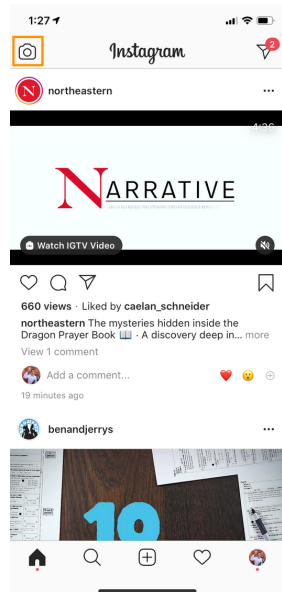 1:27
Instagram
2
northeastern
4:26
NARRATIVE
Watch IGTV Video
660 views · Liked by caelan_schneider
northeastern The mysteries hidden inside the
Dragon Prayer Book 📖 · A discovery deep in... more
View 1 comment
Add a comment...
19 minutes ago
benandjerrys
10